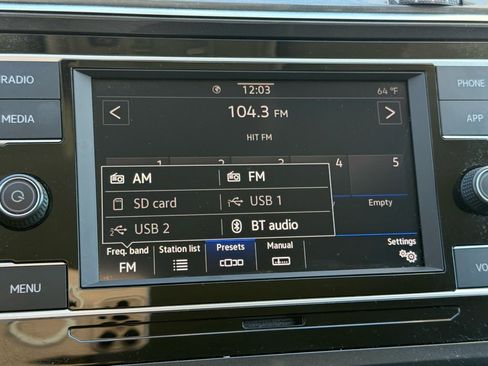 RADIO
MEDIA
MENU
12:03
64 °F
< 104.3 FM >
HIT FM
1 2 3 4 5
AM FM
SD card USB 1
USB 2 BT audio
Empty
Freq. band Station list Presets Manual Settings
FM
PHONE
APP